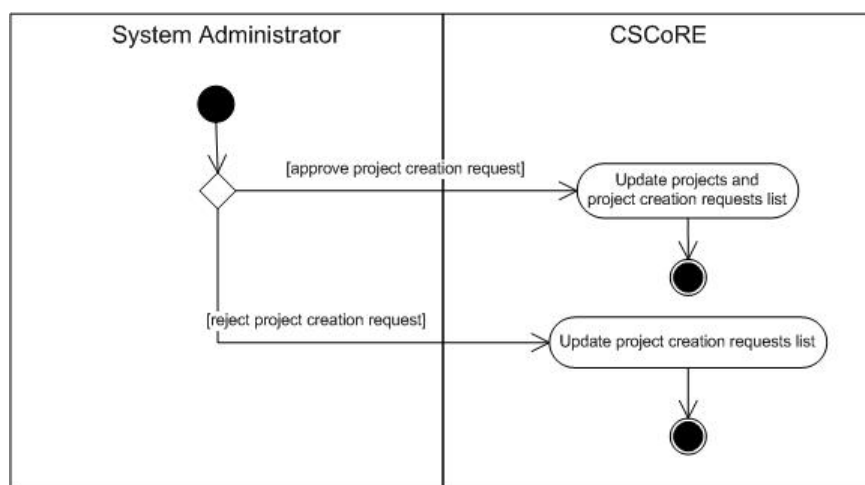 System Administrator
CSCoRE
[approve project creation request]
Update projects and
project creation requests list
[reject project creation request]
Update project creation requests list